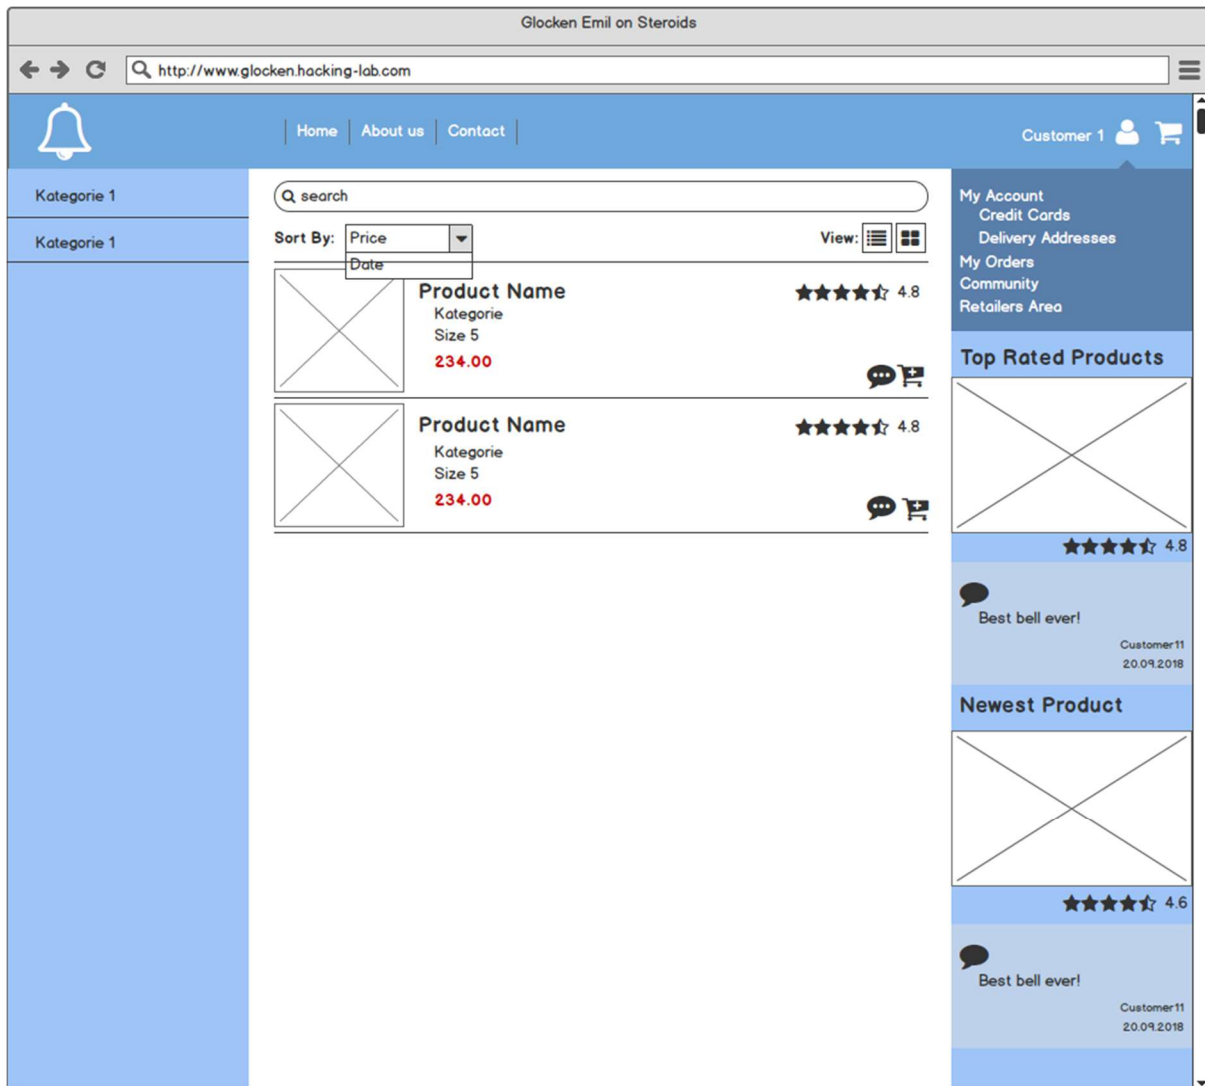 Glocken Emil on Steroids
http://www.glocken.hacking-lab.com
Home About us Contact
Customer 1
Kategorie 1
Kategorie 1
search
Sort By: Price
Date
View:
Product Name
4.8
Kategorie
Size 5
234.00
Product Name
4.8
Kategorie
Size 5
234.00
My Account
Credit Cards
Delivery Addresses
My Orders
Community
Retailers Area
Top Rated Products
4.8
Best bell ever!
Customer11
20.09.2018
Newest Product
4.6
Best bell ever!
Customer11
20.09.2018